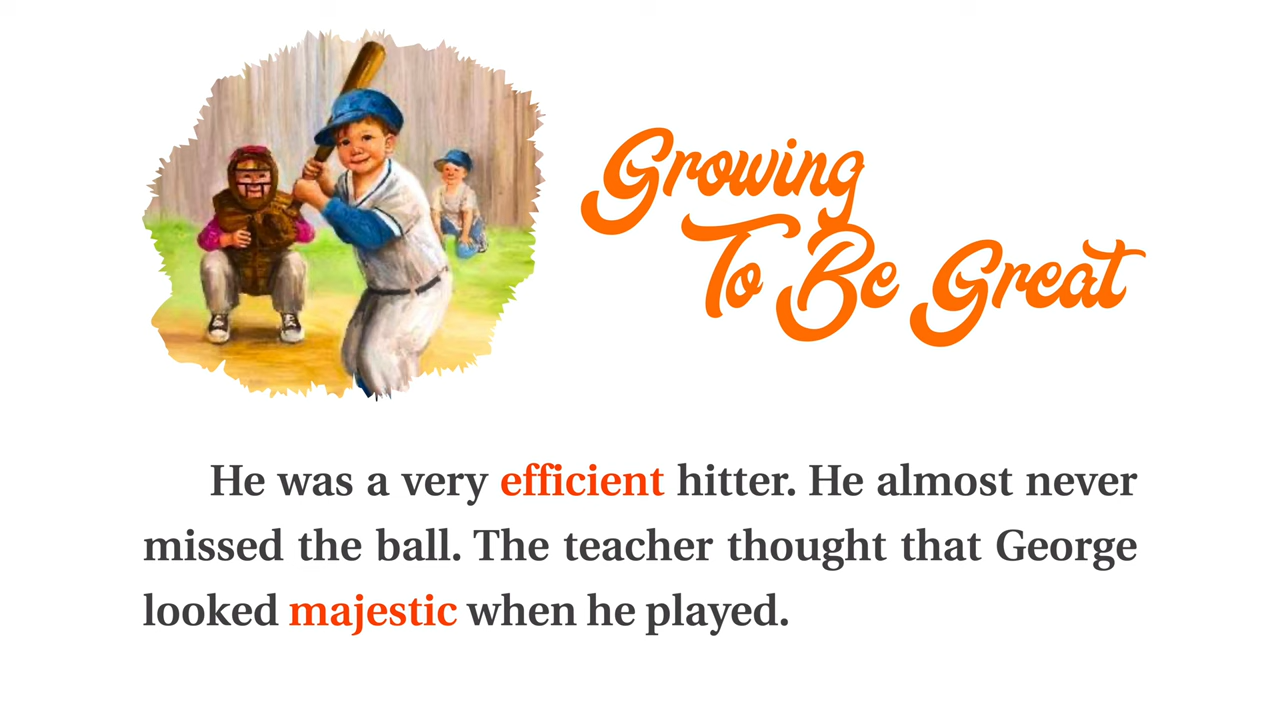 Growing
To Be Great
He was a very efficient hitter. He almost never
missed the ball. The teacher thought that George
looked majestic when he played.